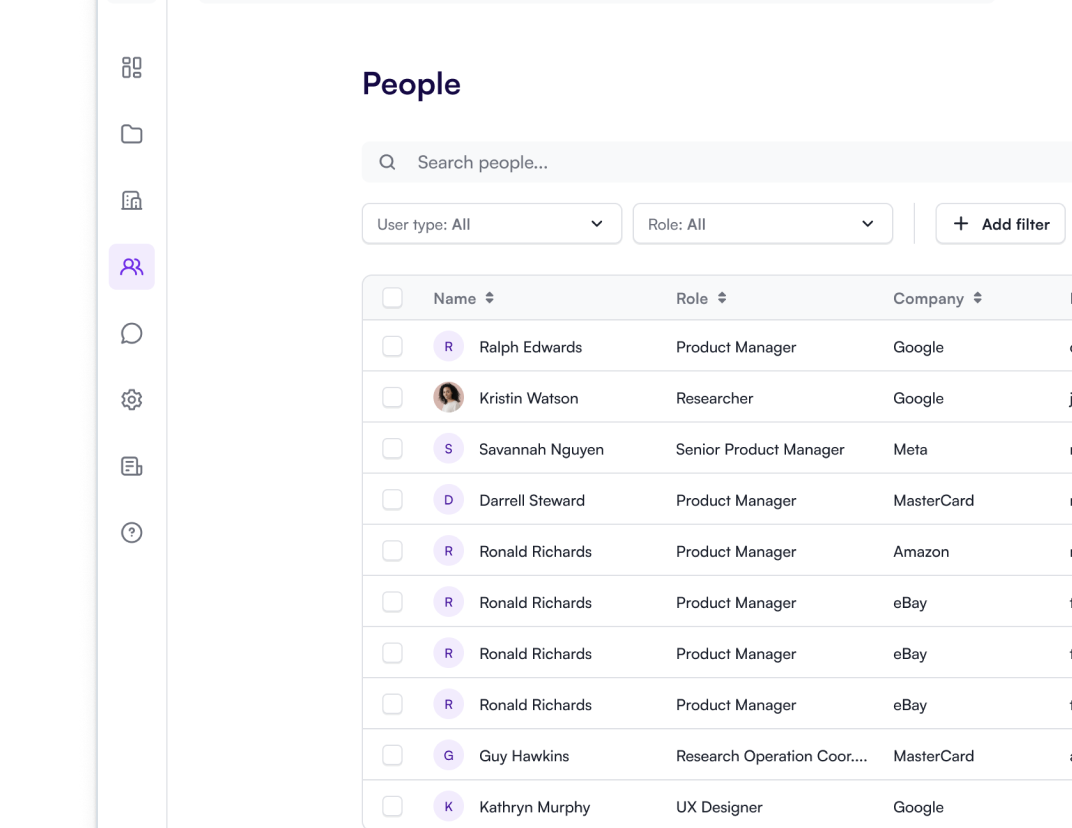 People
Search people...
User type: All Role: All Add filter
Name Role Company
R Ralph Edwards Product Manager Google
Kristin Watson Researcher Google
S Savannah Nguyen Senior Product Manager Meta
D Darrell Steward Product Manager MasterCard
R Ronald Richards Product Manager Amazon
R Ronald Richards Product Manager eBay
R Ronald Richards Product Manager eBay
R Ronald Richards Product Manager eBay
G Guy Hawkins Research Operation Coor.... MasterCard
K Kathryn Murphy UX Designer Google